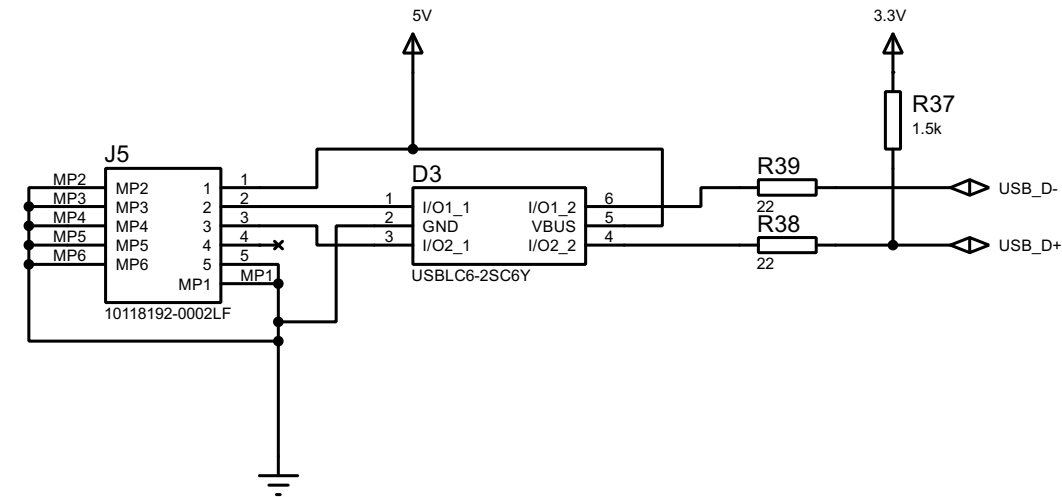 5V
3.3V
R37
1.5k
J5
MP2
MP3
MP4
MP5
MP6
MP2
MP3
MP4
MP5
MP6
1
2
3
4
5
MP1
1
2
3
4
5
MP1
10118192-0002LF
D3
1
2
3
I/O1_1
GND
I/O2_1
I/O1_2
VBUS
I/O2_2
6
5
4
USBLC6-2SC6Y
R39
22
R38
22
USB_D-
USB_D+